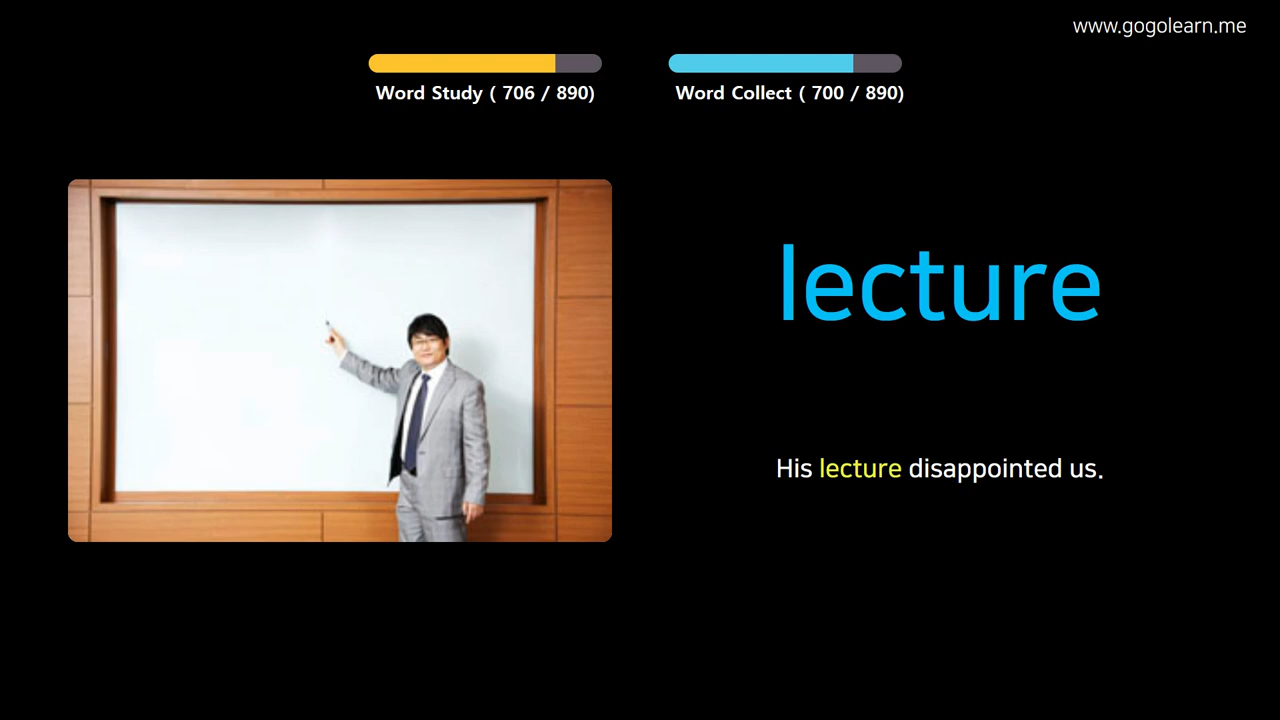 www.gogolearn.me
Word Study ( 706 / 890)
Word Collect ( 700 / 890)
lecture
His lecture disappointed us.